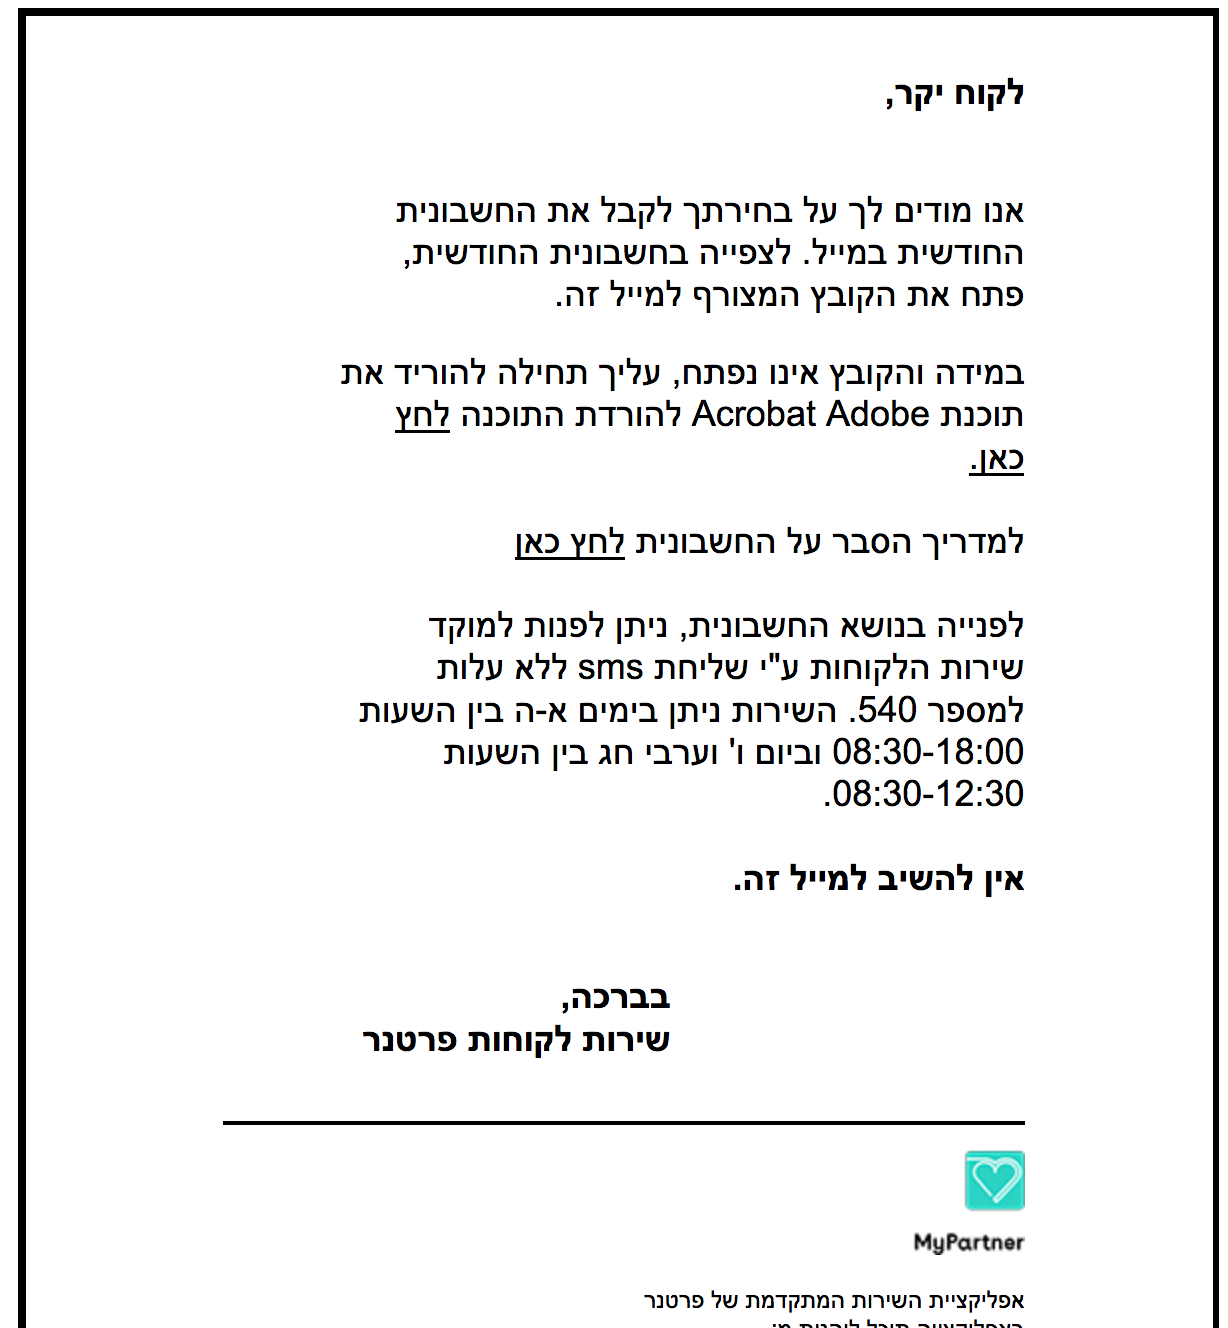 לקוח יקר,
אנו מודים לך על בחירתך לקבל את החשבונית
החודשית במייל. לצפייה בחשבונית החודשית,
פתח את הקובץ המצורף למייל זה.
במידה והקובץ אינו נפתח, עליך תחילה להוריד את
תוכנת Acrobat Adobe להורדת התוכנה לחץ
כאן.
למדריך הסבר על החשבונית לחץ כאן
לפנייה בנושא החשבונית, ניתן לפנות למוקד
שירות הלקוחות ע"י שליחת sms ללא עלות
למספר 540. השירות ניתן בימים א-ה בין השעות
08:30-18:00 וביום ו' וערבי חג בין השעות
08:30-12:30.
אין להשיב למייל זה.
בברכה,
שירות לקוחות פרטנר
MyPartner
אפליקציית השירות המתקדמת של פרטנר